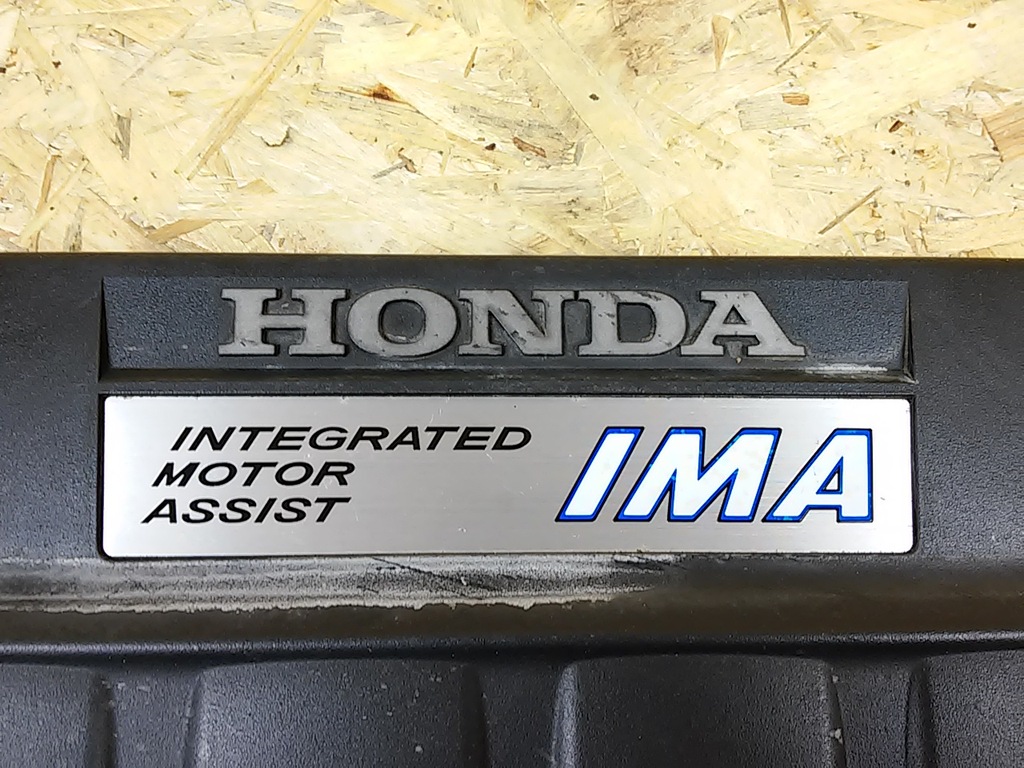 HONDA
INTEGRATED
MOTOR
ASSIST
IMA